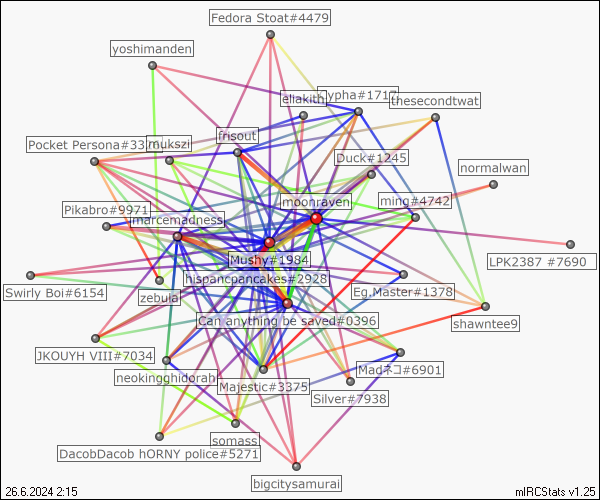 Fedora Stoat#4479
yoshimanden
eliakith
ypha#1717
thesecondtwat
frisout
Pocket Persona#33
mukszi
Duck#1245
normalwan
moonraven
ming#4742
Pikabro#9971
marcemadness
Mushy#1984
LPK2387 #7690
hispancpancakes#2928
Swirly Boi#6154
zebula
Eg.Master#1378
Can anything be saved#0396
shawntee9
JKOUYH VIII#7034
Madネコ#6901
neokingghidorah
Majestic#3375
Silver#7938
somass
DacobDacob hORNY police#5271
bigcitysamurai
26.6.2024 2:15
mIRCStats v1.25